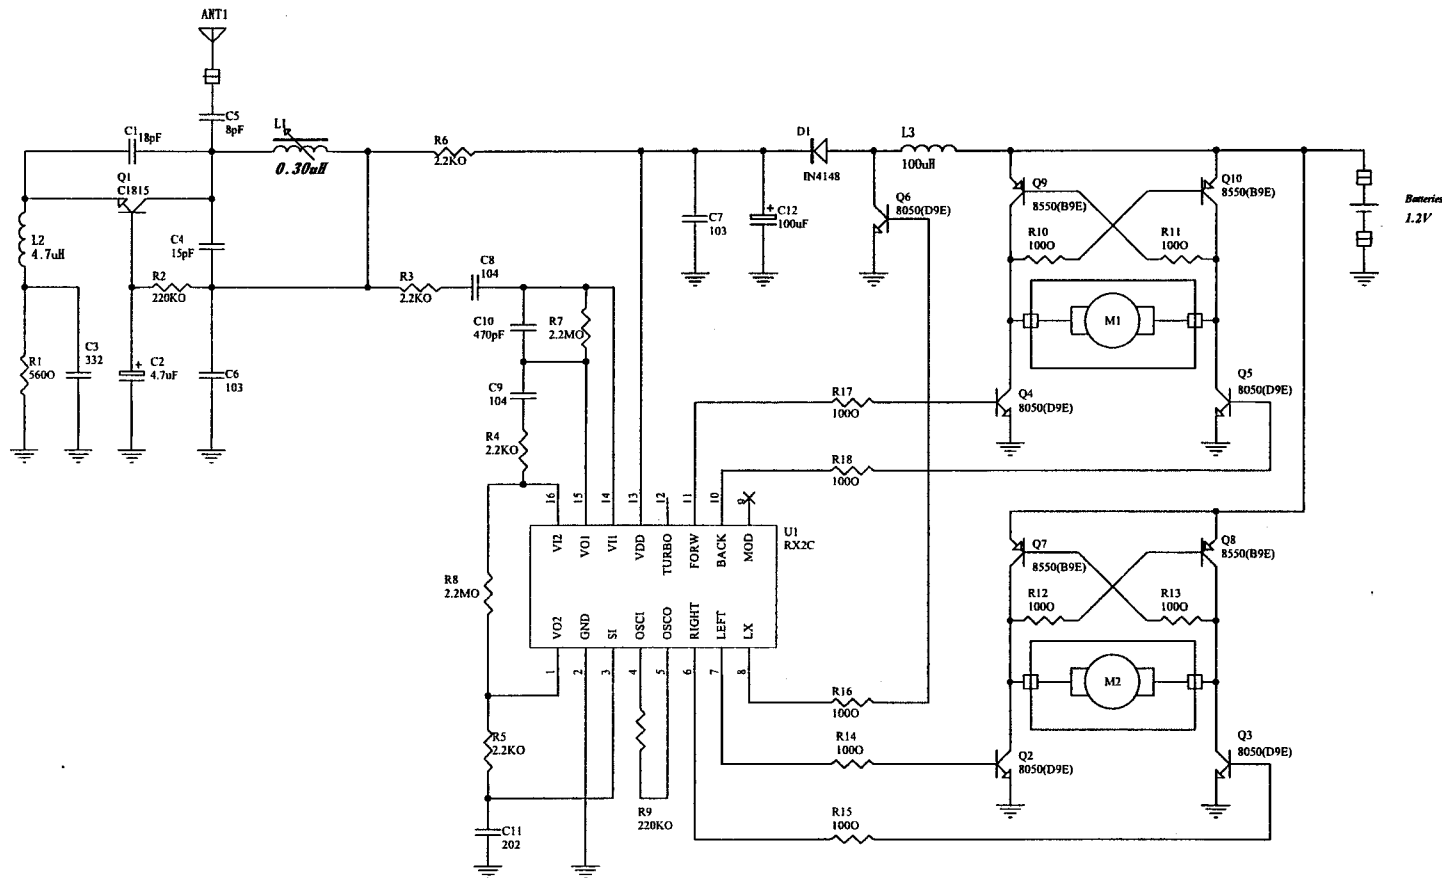 ANT1
C5
8pF
C1
18pF
L1
0.30uH
R6
2.2KO
D1
IN4148
L3
100uH
Q1
C1815
Q6
8050(D9E)
Q9
8550(B9E)
Q10
8550(B9E)
Batteries
1.2V
C7
103
C12
100uF
+
R10
100O
R11
100O
L2
4.7uH
C4
15pF
R2
220KO
R3
2.2KO
C8
104
C10
470pF
R7
2.2MO
M1
R1
560O
C3
332
+
C2
4.7uF
C6
103
C9
104
R4
2.2KO
R17
100O
Q4
8050(D9E)
Q5
8050(D9E)
R18
100O
16
15
14
13
12
11
10
9
VI2
VO1
VI1
VDD
TURBO
FORW
BACK
MOD
U1
RX2C
R8
2.2MO
VO2
GND
SI
OSCI
OSCO
RIGHT
LEFT
LX
1
2
3
4
5
6
7
8
Q7
8550(B9E)
Q8
8550(B9E)
R12
100O
R13
100O
M2
R16
100O
R5
2.2KO
R14
100O
Q2
8050(D9E)
Q3
8050(D9E)
R9
220KO
R15
100O
C11
202